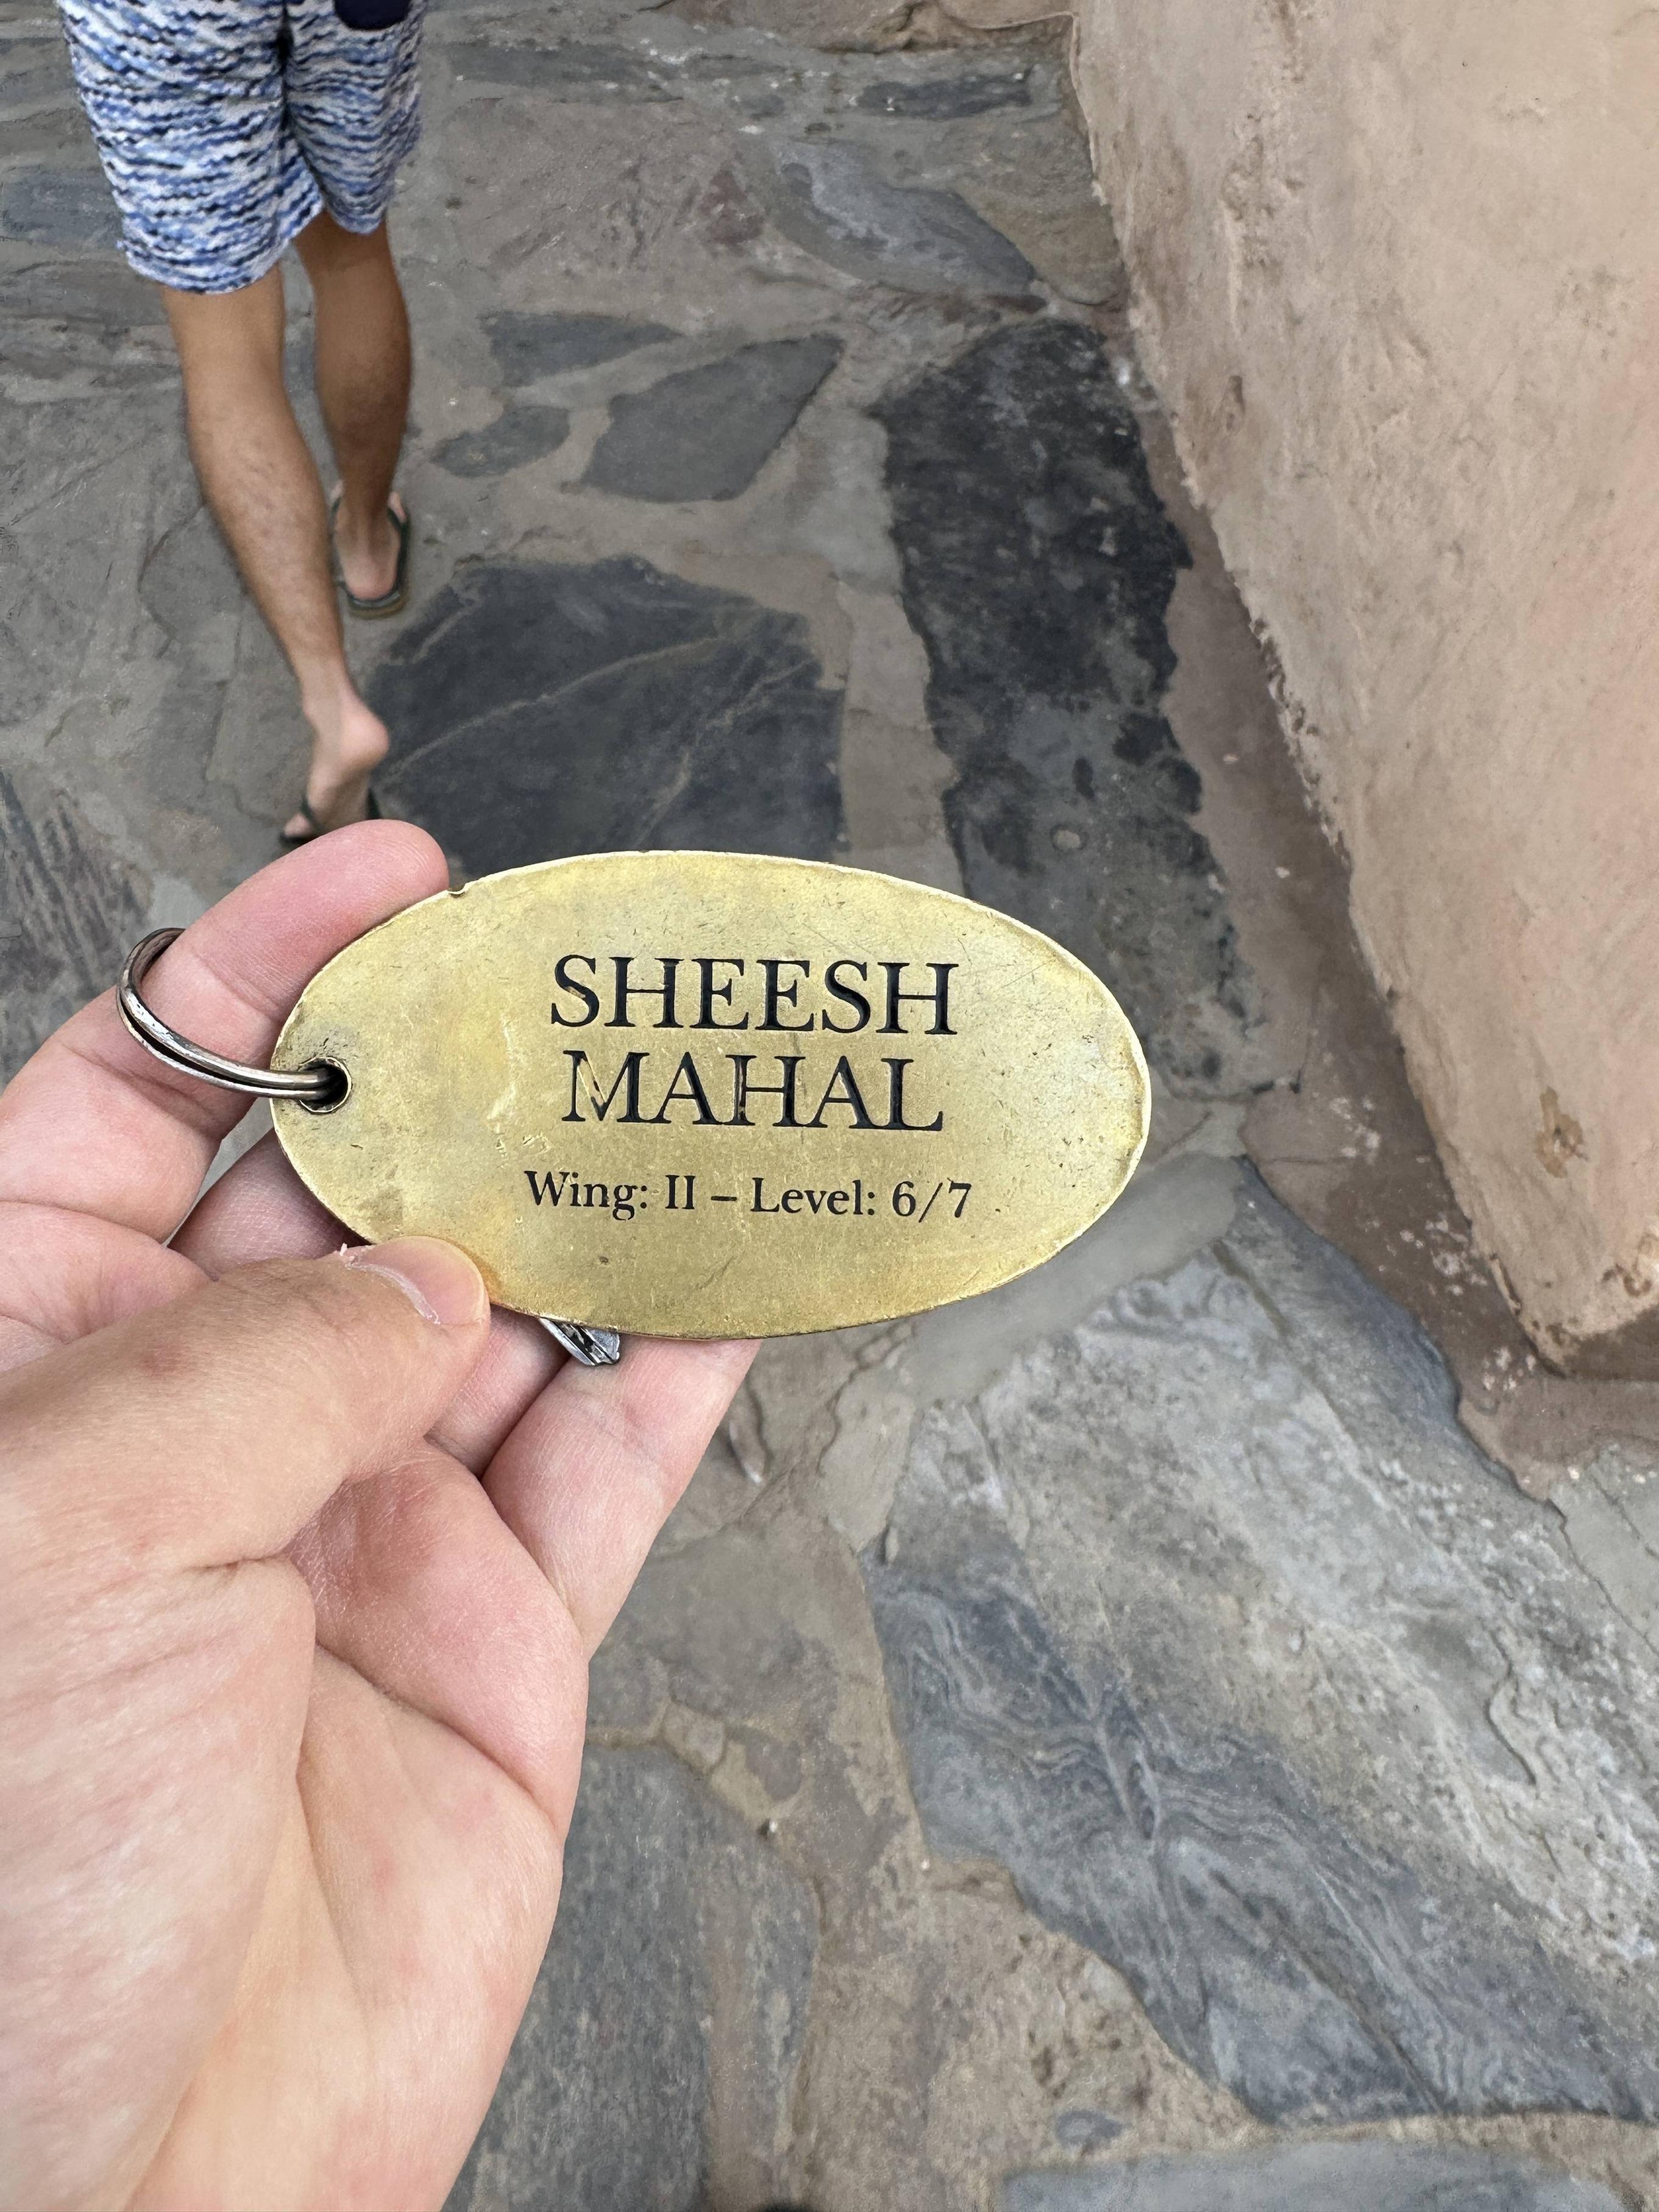 SHEESH
MAHAL
Wing: II – Level: 6/7